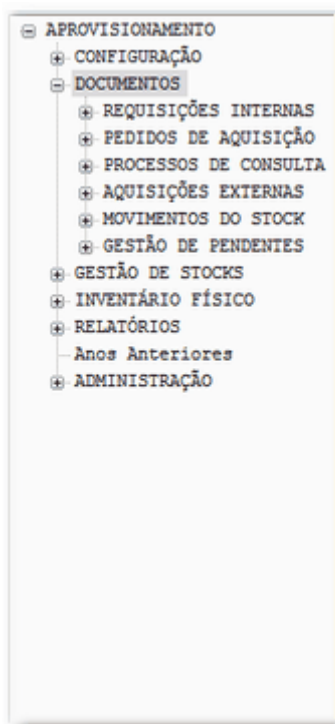 APROVISIONAMENTO
CONFIGURAÇÃO
DOCUMENTOS
REQUISIÇÕES INTERNAS
PEDIDOS DE AQUISIÇÃO
PROCESSOS DE CONSULTA
AQUISIÇÕES EXTERNAS
MOVIMENTOS DO STOCK
GESTÃO DE PENDENTES
GESTÃO DE STOCKS
INVENTÁRIO FÍSICO
RELATÓRIOS
Anos Anteriores
ADMINISTRAÇÃO